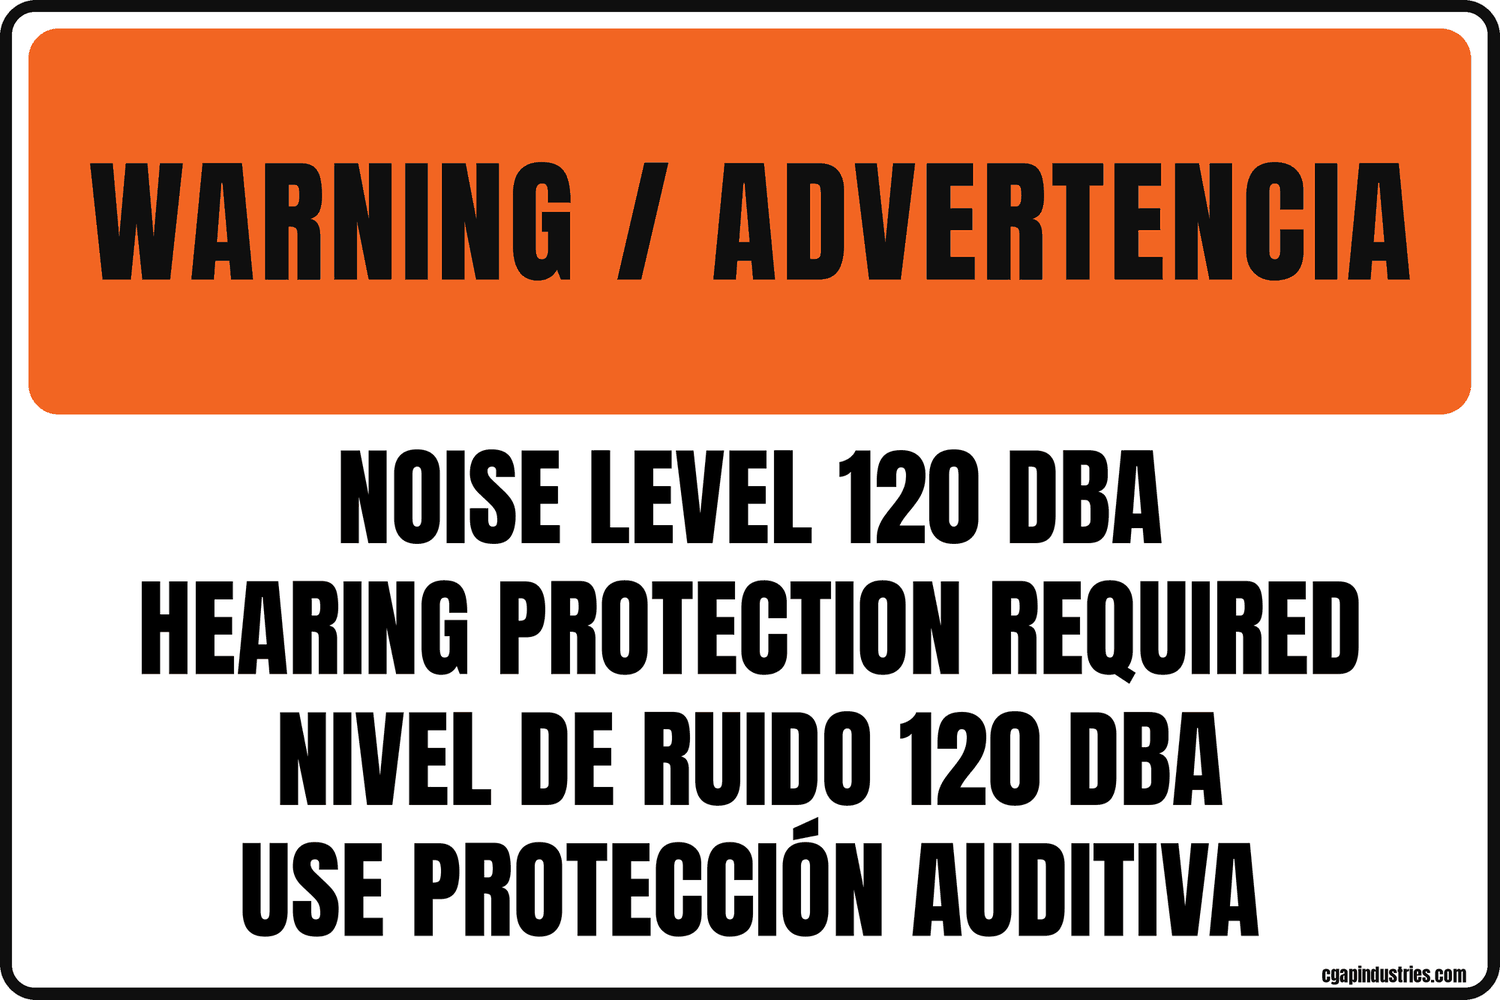 WARNING / ADVERTENCIA
NOISE LEVEL 120 DBA
HEARING PROTECTION REQUIRED
NIVEL DE RUIDO 120 DBA
USE PROTECCIÓN AUDITIVA
cgapindustries.com